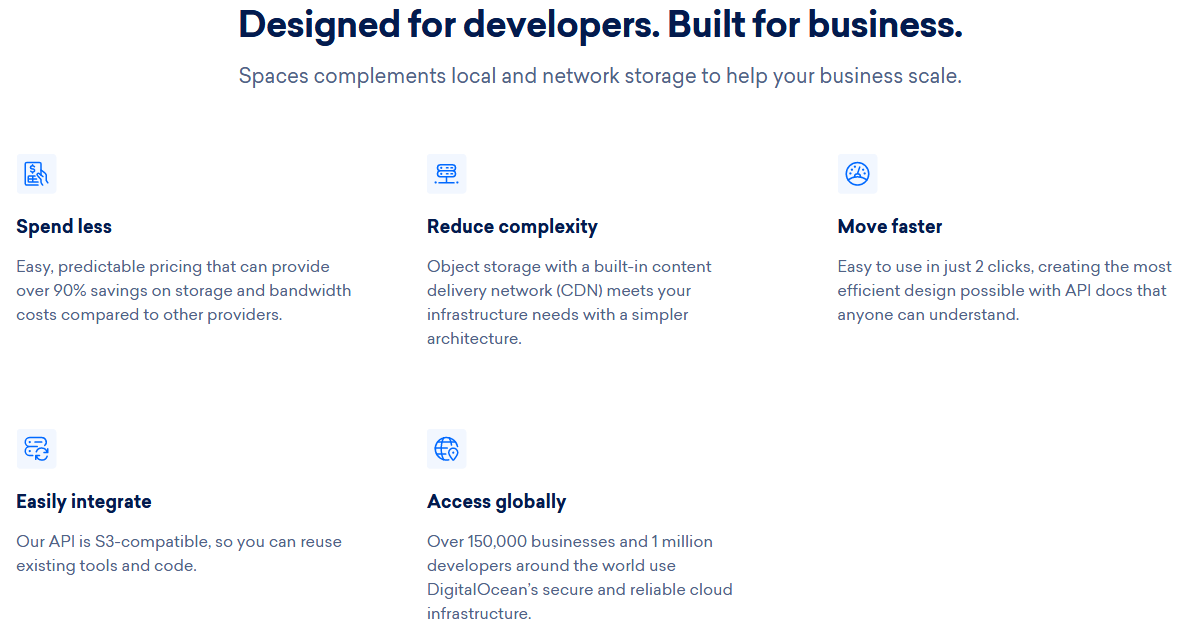 Designed for developers. Built for business.
Spaces complements local and network storage to help your business scale.
Spend less
Easy, predictable pricing that can provide
over 90% savings on storage and bandwidth
costs compared to other providers.
Reduce complexity
Object storage with a built-in content
delivery network (CDN) meets your
infrastructure needs with a simpler
architecture.
Move faster
Easy to use in just 2 clicks, creating the most
efficient design possible with API docs that
anyone can understand.
Easily integrate
Our API is S3-compatible, so you can reuse
existing tools and code.
Access globally
Over 150,000 businesses and 1 million
developers around the world use
DigitalOcean’s secure and reliable cloud
infrastructure.